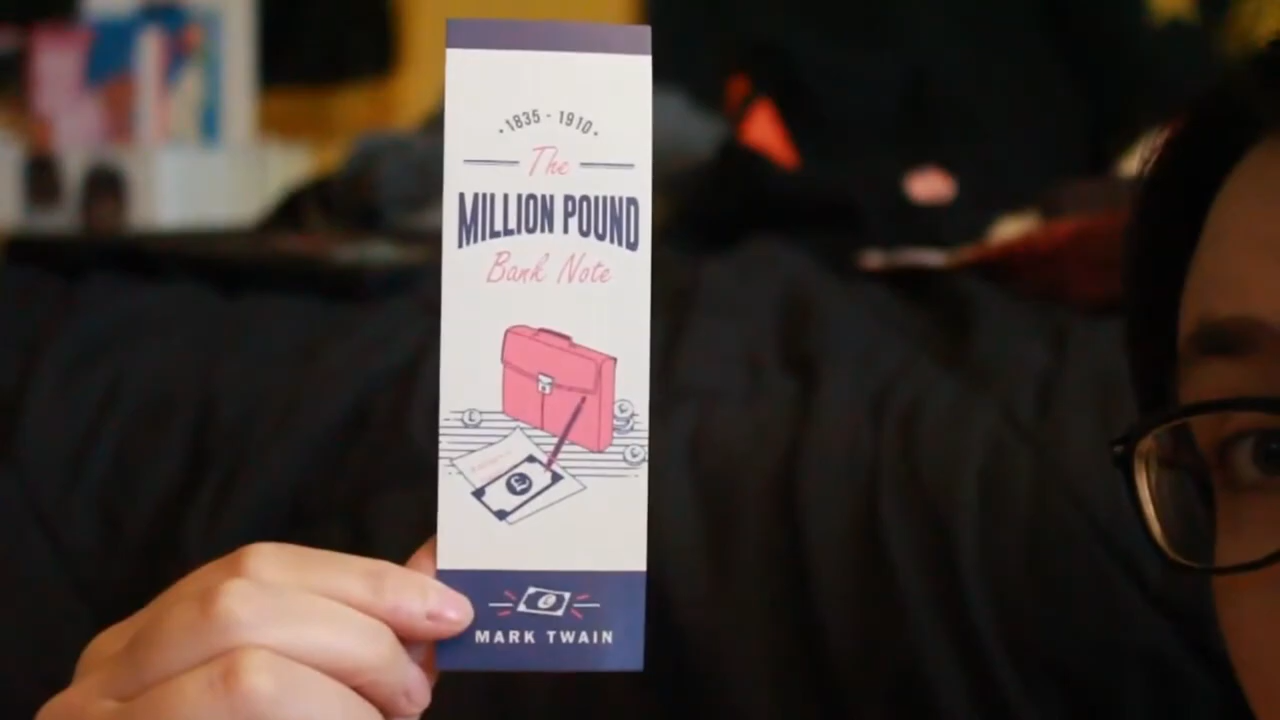 ·1835 - 1910·
The
MILLION POUND
Bank Note
MARK TWAIN